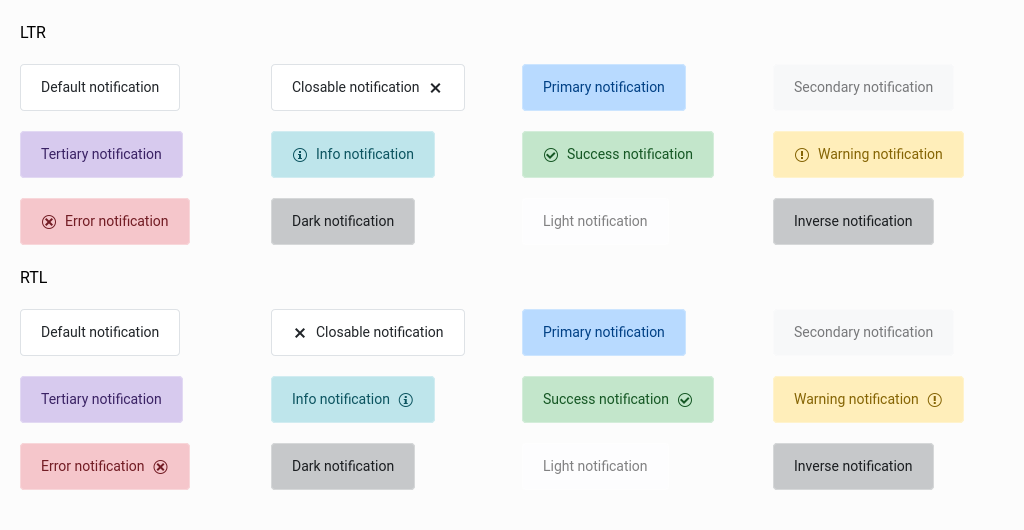 LTR
Default notification
Closable notification
Primary notification
Secondary notification
Tertiary notification
Info notification
Success notification
Warning notification
Error notification
Dark notification
Light notification
Inverse notification
RTL
Default notification
Closable notification
Primary notification
Secondary notification
Tertiary notification
Info notification
Success notification
Warning notification
Error notification
Dark notification
Light notification
Inverse notification